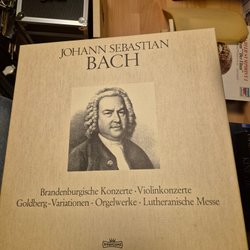 JOHANN SEBASTIAN
BACH
Brandenburgische Konzerte · Violinkonzerte
Goldberg-Variationen · Orgelwerke · Lutheranische Messe